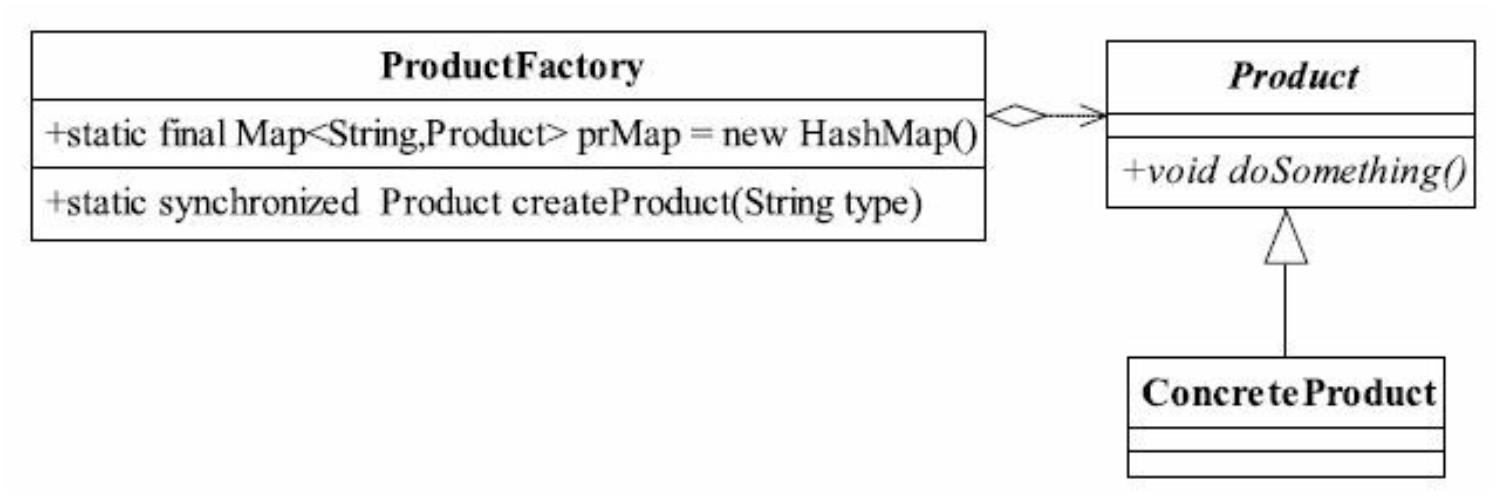 ProductFactory
+static final Map<String,Product> prMap = new HashMap()
+static synchronized Product createProduct(String type)
Product
+void doSomething()
ConcreteProduct